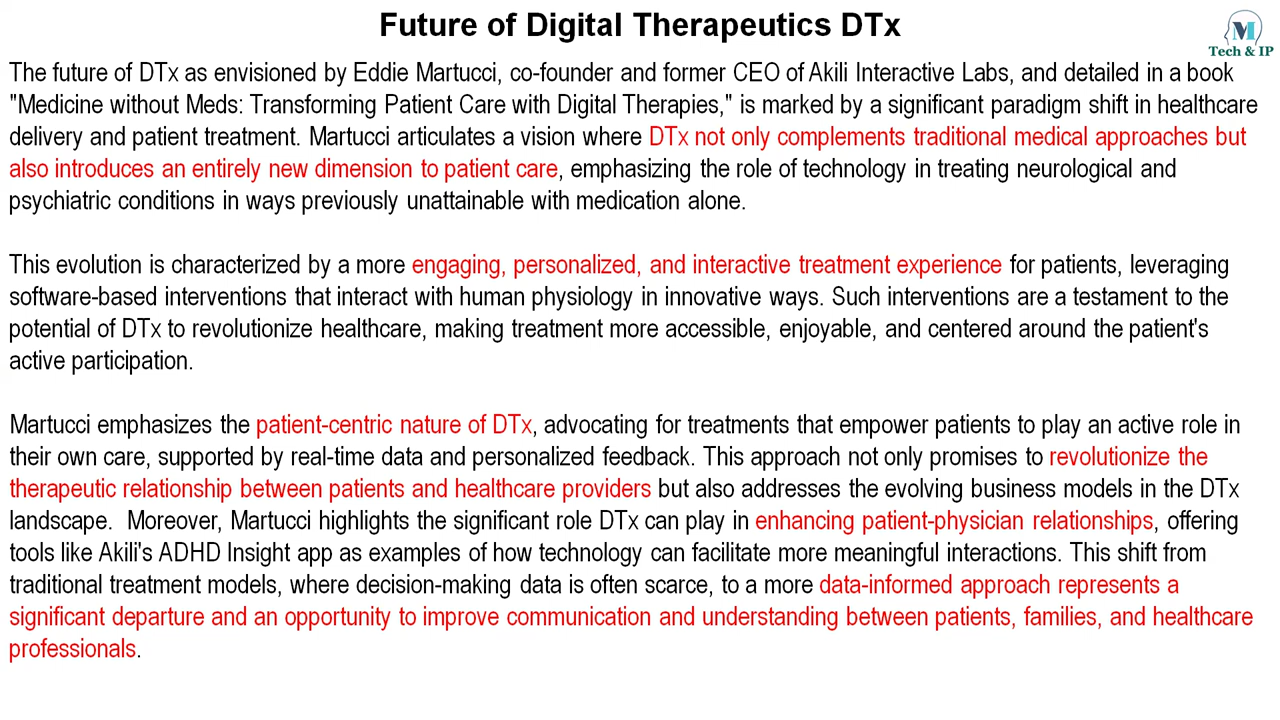 Future of Digital Therapeutics DTx
M
Tech & IP
The future of DTx as envisioned by Eddie Martucci, co-founder and former CEO of Akili Interactive Labs, and detailed in a book
"Medicine without Meds: Transforming Patient Care with Digital Therapies," is marked by a significant paradigm shift in healthcare
delivery and patient treatment. Martucci articulates a vision where DTx not only complements traditional medical approaches but
also introduces an entirely new dimension to patient care, emphasizing the role of technology in treating neurological and
psychiatric conditions in ways previously unattainable with medication alone.
This evolution is characterized by a more engaging, personalized, and interactive treatment experience for patients, leveraging
software-based interventions that interact with human physiology in innovative ways. Such interventions are a testament to the
potential of DTx to revolutionize healthcare, making treatment more accessible, enjoyable, and centered around the patient's
active participation.
Martucci emphasizes the patient-centric nature of DTx, advocating for treatments that empower patients to play an active role in
their own care, supported by real-time data and personalized feedback. This approach not only promises to revolutionize the
therapeutic relationship between patients and healthcare providers but also addresses the evolving business models in the DTx
landscape.  Moreover, Martucci highlights the significant role DTx can play in enhancing patient-physician relationships, offering
tools like Akili's ADHD Insight app as examples of how technology can facilitate more meaningful interactions. This shift from
traditional treatment models, where decision-making data is often scarce, to a more data-informed approach represents a
significant departure and an opportunity to improve communication and understanding between patients, families, and healthcare
professionals.